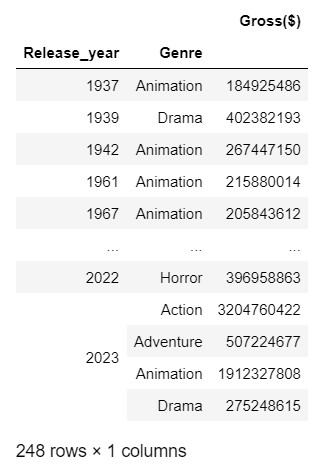 Gross($)
Release_year Genre
1937 Animation 184925486
1939 Drama 402382193
1942 Animation 267447150
1961 Animation 215880014
1967 Animation 205843612
... ... ...
2022 Horror 396958863
2023 Action 3204760422
Adventure 507224677
Animation 1912327808
Drama 275248615
248 rows × 1 columns